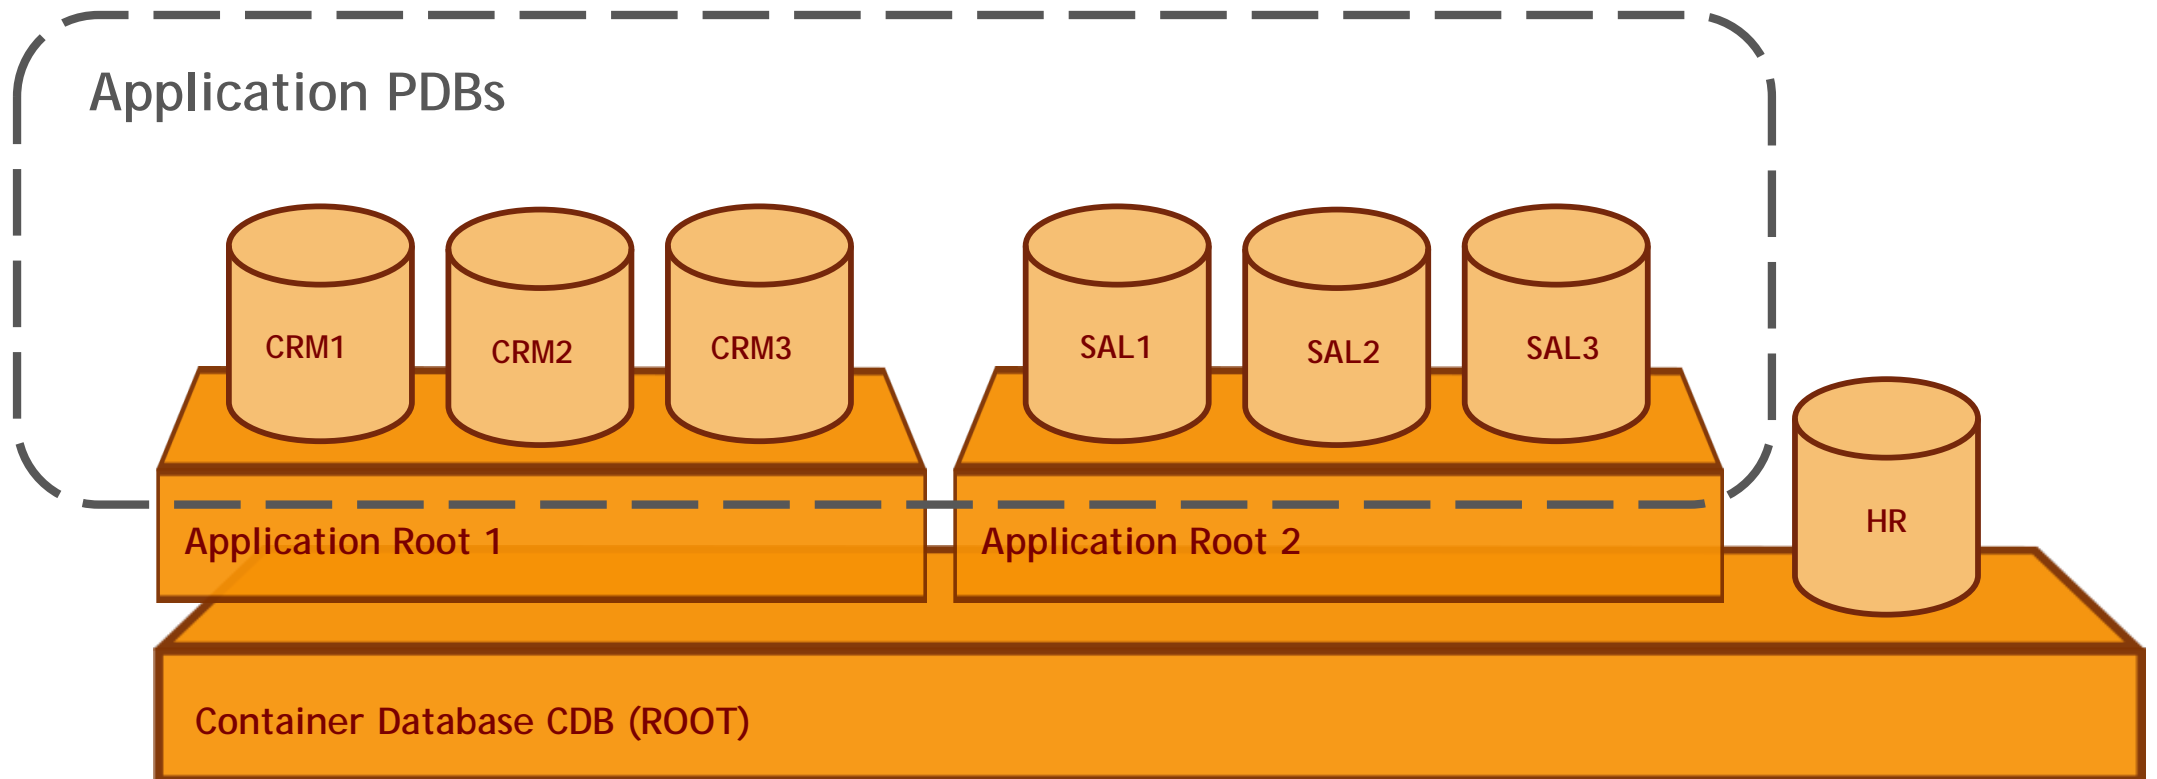 Application PDBs
CRM1
CRM2
CRM3
SAL1
SAL2
SAL3
HR
Application Root 1
Application Root 2
Container Database CDB (ROOT)